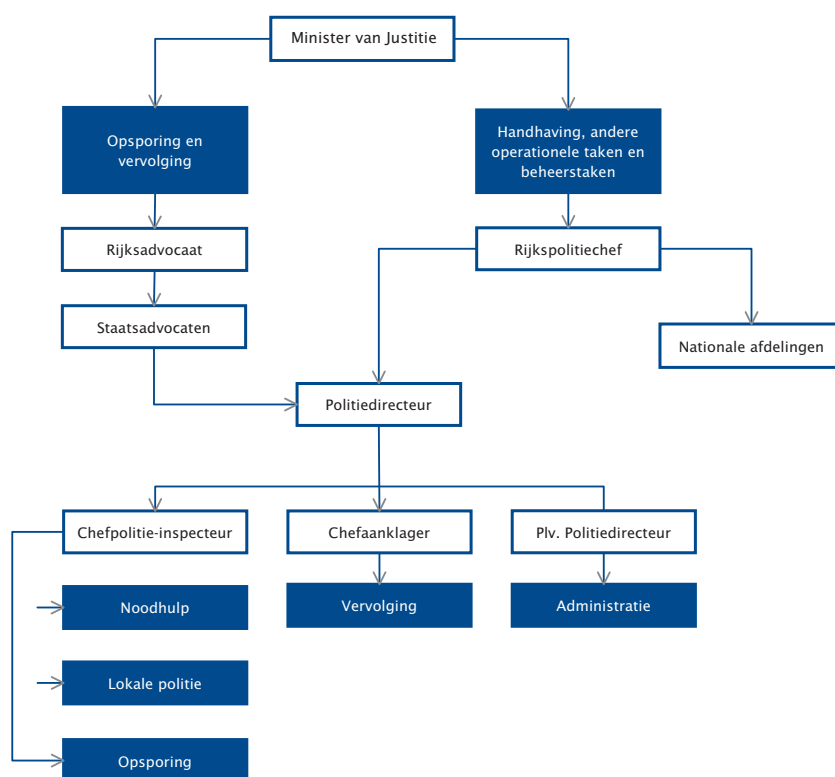 Minister van Justitie
Opsporing en
vervolging
Handhaving, andere
operationele taken en
beheerstaken
Rijksadvocaat
Rijkspolitiechef
Staatsadvocaten
Nationale afdelingen
Politiedirecteur
Chefpolitie-inspecteur
Chefaanklager
Plv. Politiedirecteur
Noodhulp
Vervolging
Administratie
Lokale politie
Opsporing